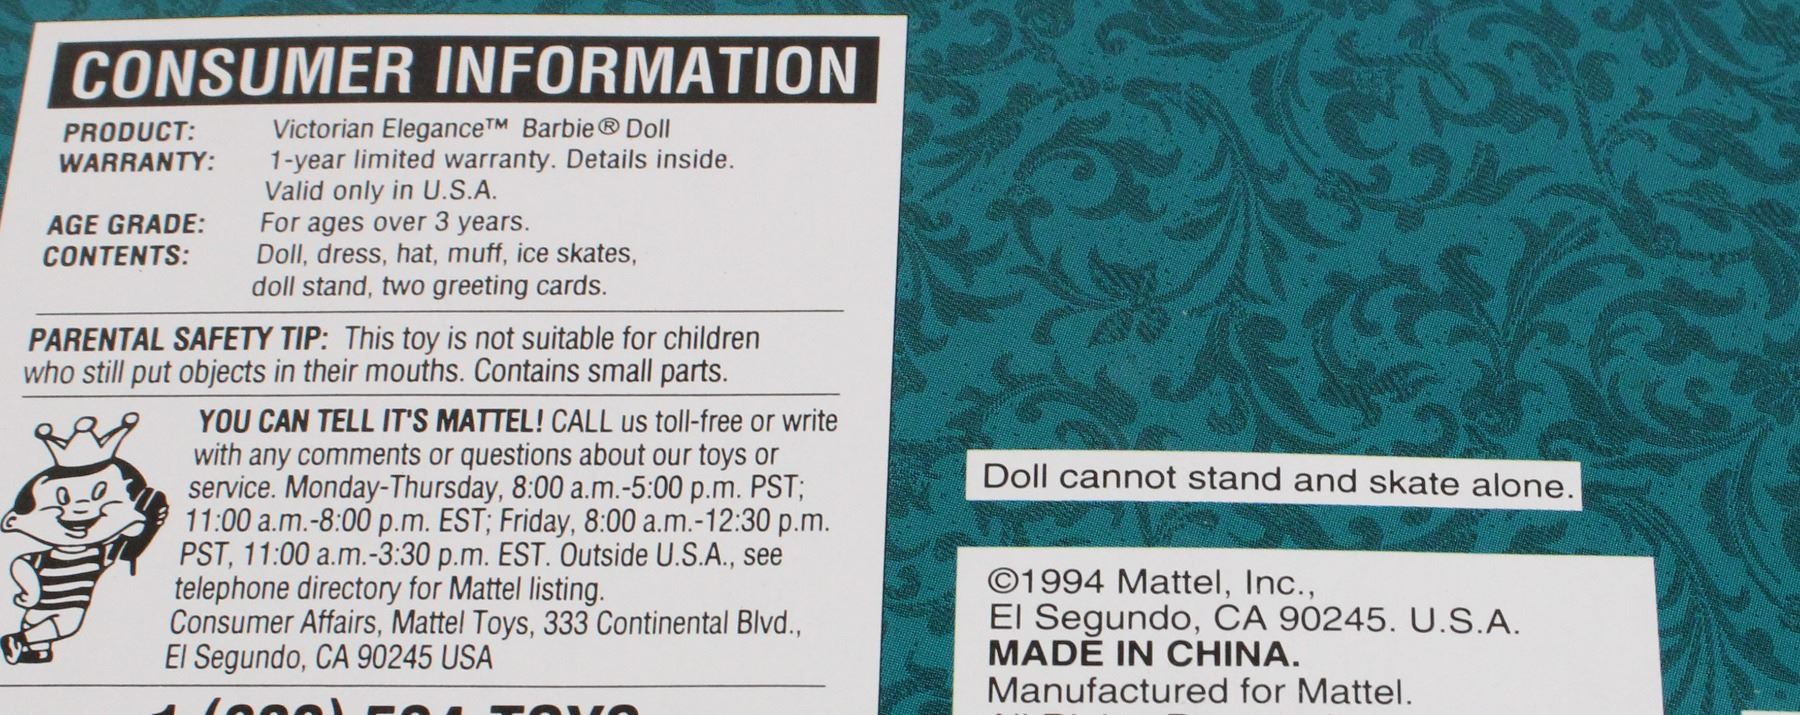 CONSUMER INFORMATION
PRODUCT: Victorian Elegance™ Barbie® Doll
WARRANTY: 1-year limited warranty. Details inside.
Valid only in U.S.A.
AGE GRADE: For ages over 3 years.
CONTENTS: Doll, dress, hat, muff, ice skates,
doll stand, two greeting cards.
PARENTAL SAFETY TIP: This toy is not suitable for children
who still put objects in their mouths. Contains small parts.
YOU CAN TELL IT'S MATTEL! CALL us toll-free or write
with any comments or questions about our toys or
service. Monday-Thursday, 8:00 a.m.-5:00 p.m. PST;
11:00 a.m.-8:00 p.m. EST; Friday, 8:00 a.m.-12:30 p.m.
PST, 11:00 a.m.-3:30 p.m. EST. Outside U.S.A., see
telephone directory for Mattel listing.
Consumer Affairs, Mattel Toys, 333 Continental Blvd.,
El Segundo, CA 90245 USA
Doll cannot stand and skate alone.
©1994 Mattel, Inc.,
El Segundo, CA 90245. U.S.A.
MADE IN CHINA.
Manufactured for Mattel.